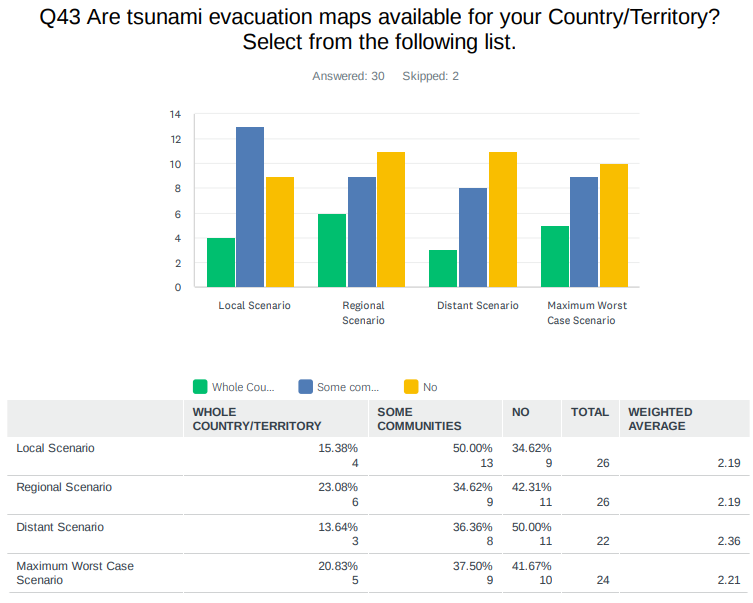 Q43 Are tsunami evacuation maps available for your Country/Territory?
Select from the following list.
Answered: 30 Skipped: 2
14
12
10
8
6
4
2
0
Local Scenario
Regional
Scenario
Distant Scenario
Maximum Worst
Case Scenario
Whole Cou... Some com... No
WHOLE
COUNTRY/TERRITORY
SOME
COMMUNITIES
NO
TOTAL
WEIGHTED
AVERAGE
Local Scenario 15.38% 50.00% 34.62%
4 13 9 26 2.19
Regional Scenario 23.08% 34.62% 42.31%
6 9 11 26 2.19
Distant Scenario 13.64% 36.36% 50.00%
3 8 11 22 2.36
Maximum Worst Case 20.83% 37.50% 41.67%
Scenario 5 9 10 24 2.21